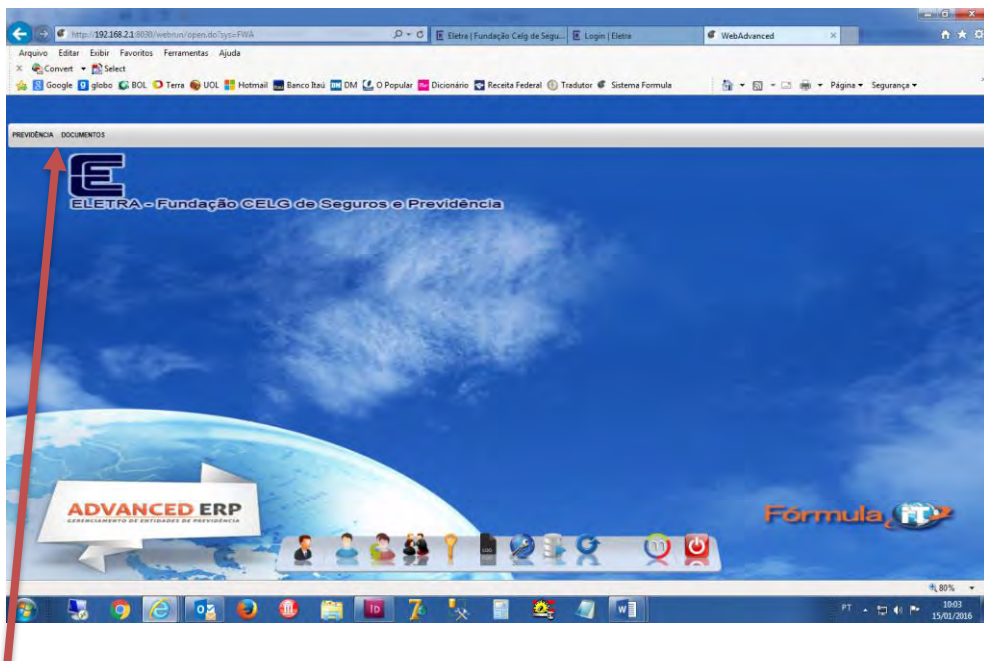 http://192.168.2.1:8030/webrun/open.do?sys=FWA
Eletra | Fundação Celg de Segu...
Login | Eletra
WebAdvanced
Arquivo Editar Exibir Favoritos Ferramentas Ajuda
Convert Select
Google globo BOL Terra UOL Hotmail Banco Itaú DM O Popular Dicionário Receita Federal Tradutor Sistema Formula
Página Segurança
PREVIDÊNCIA DOCUMENTOS
ELETRA - Fundação CELG de Seguros e Previdência
ADVANCED ERP
GERENCIAMENTO DE ENTIDADES DE PREVIDÊNCIA
Fórmula iT
LOG
80%
PT
10:03
15/01/2016